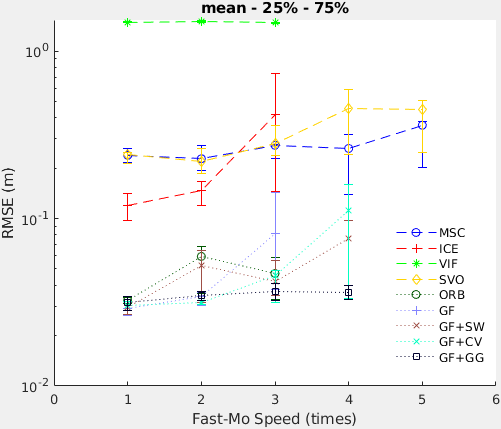 mean - 25% - 75%
10^0
10^-1
10^-2
RMSE (m)
0 1 2 3 4 5 6
Fast-Mo Speed (times)
MSC
ICE
VIF
SVO
ORB
GF
GF+SW
GF+CV
GF+GG